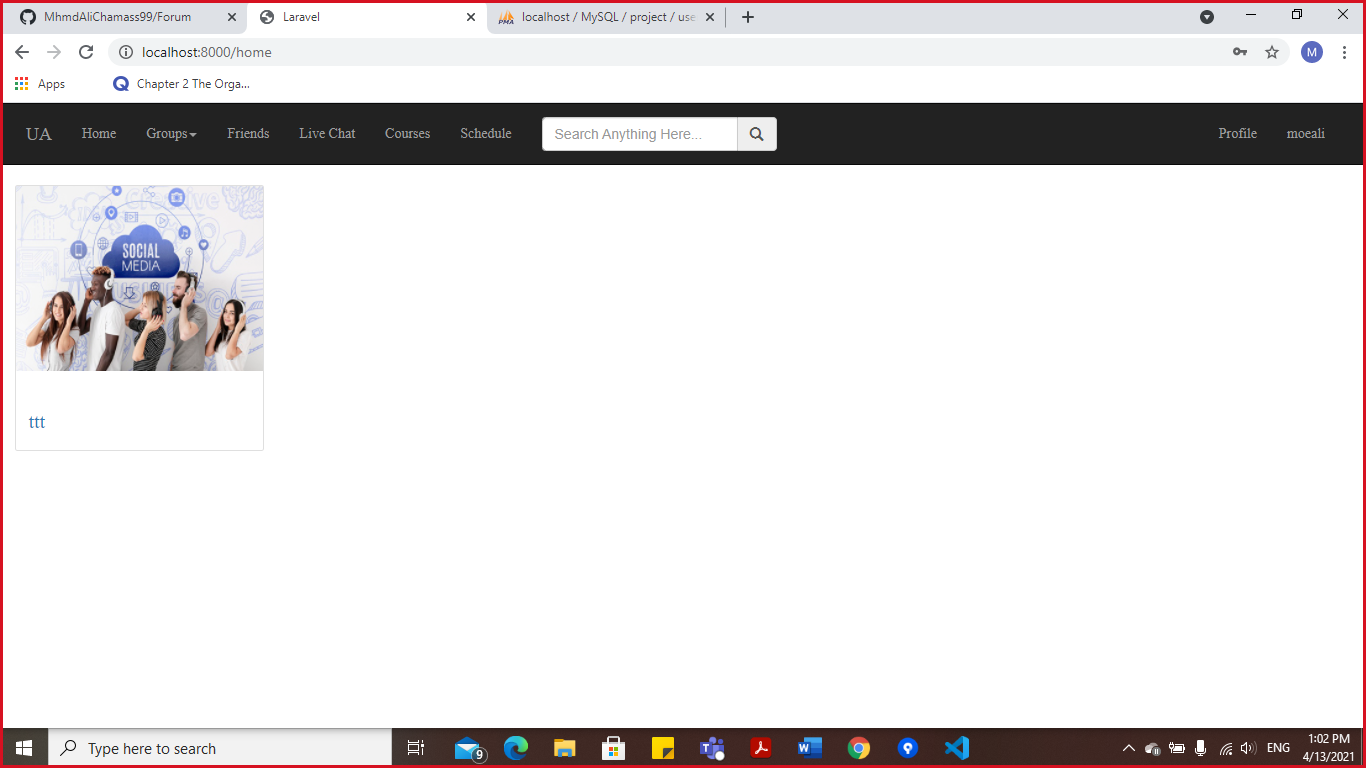 MhmdAliChamass99/Forum
Laravel
localhost / MySQL / project / use
localhost:8000/home
M
Apps
Chapter 2 The Orga...
UA
Home
Groups
Friends
Live Chat
Courses
Schedule
Search Anything Here...
Profile
moeali
SOCIAL
MEDIA
ttt
Type here to search
9
ENG
1:02 PM
4/13/2021